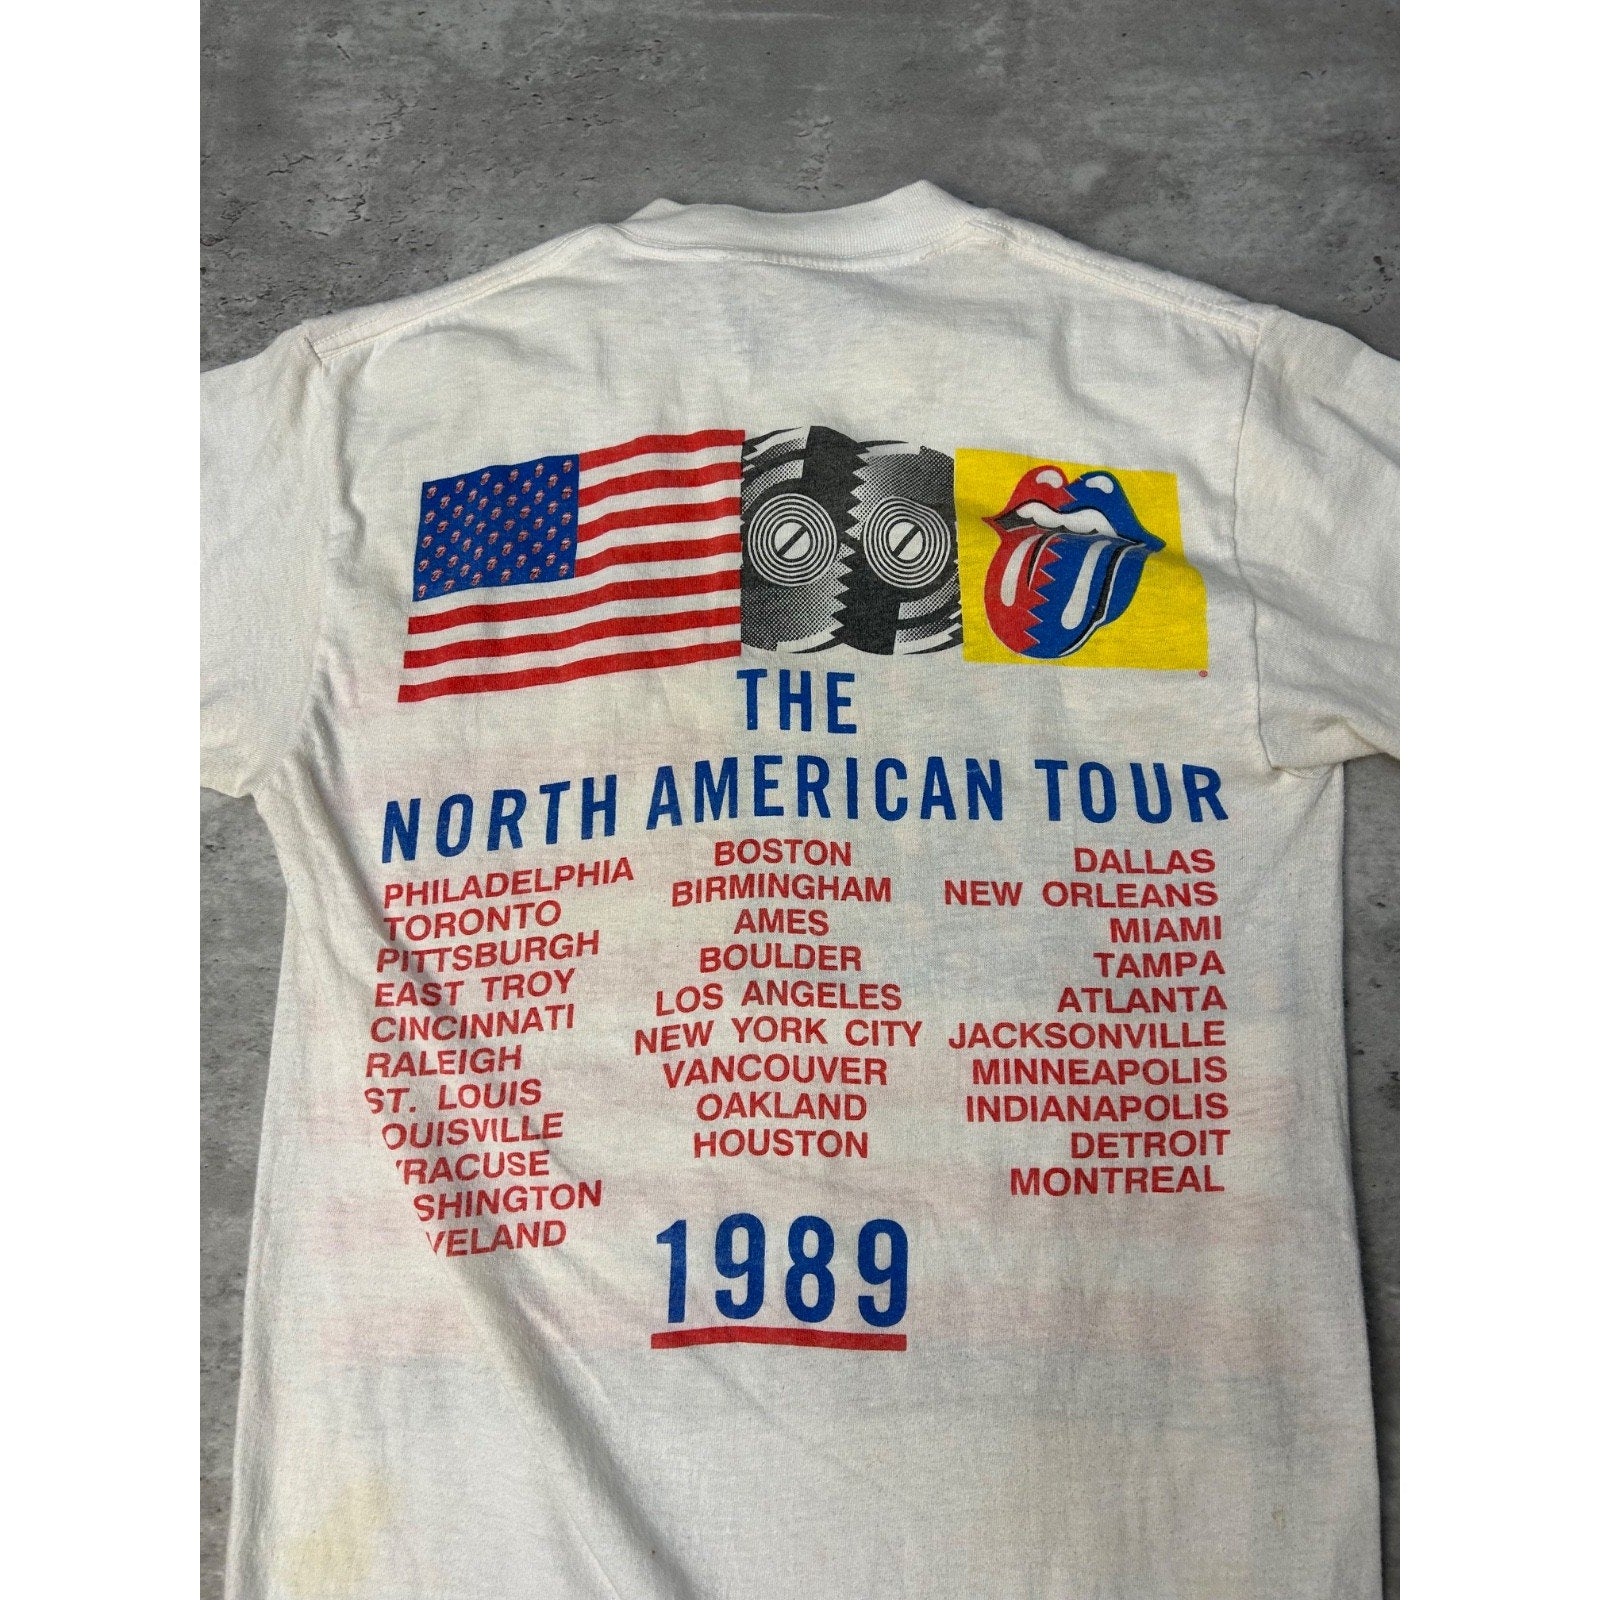 THE
NORTH AMERICAN TOUR
PHILADELPHIA
TORONTO
PITTSBURGH
EAST TROY
CINCINNATI
RALEIGH
ST. LOUIS
OUISVILLE
RACUSE
SHINGTON
VELAND
BOSTON
BIRMINGHAM
AMES
BOULDER
LOS ANGELES
NEW YORK CITY
VANCOUVER
OAKLAND
HOUSTON
DALLAS
NEW ORLEANS
MIAMI
TAMPA
ATLANTA
JACKSONVILLE
MINNEAPOLIS
INDIANAPOLIS
DETROIT
MONTREAL
1989